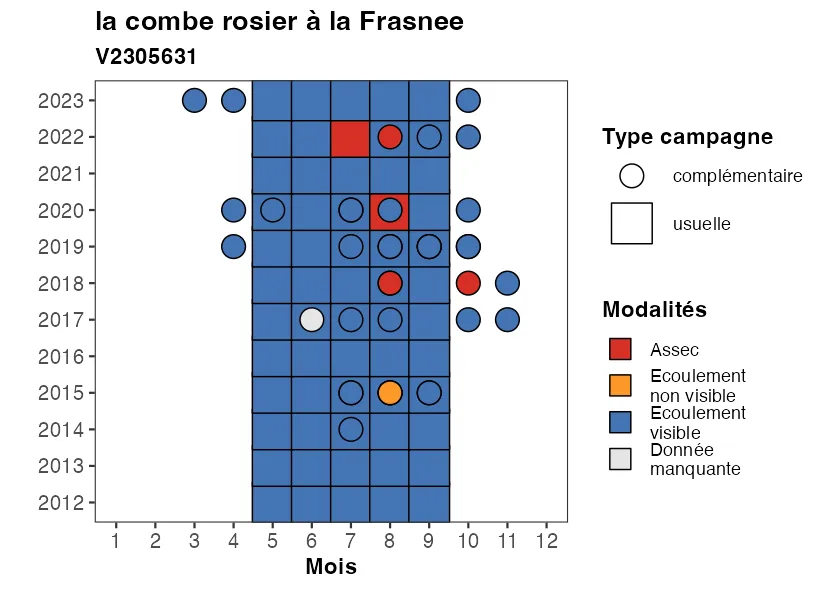 la combe rosier à la Frasnee
V2305631
2023
2022
2021
2020
2019
2018
2017
2016
2015
2014
2013
2012
1 2 3 4 5 6 7 8 9 10 11 12
Mois
Type campagne
complémentaire
usuelle
Modalités
Assec
Ecoulement
non visible
Ecoulement
visible
Donnée
manquante